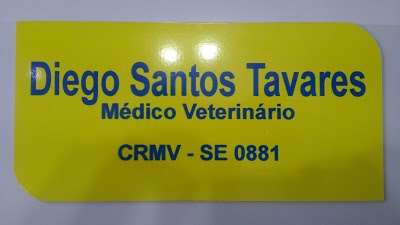 Diego Santos Tavares
Médico Veterinário
CRMV - SE 0881